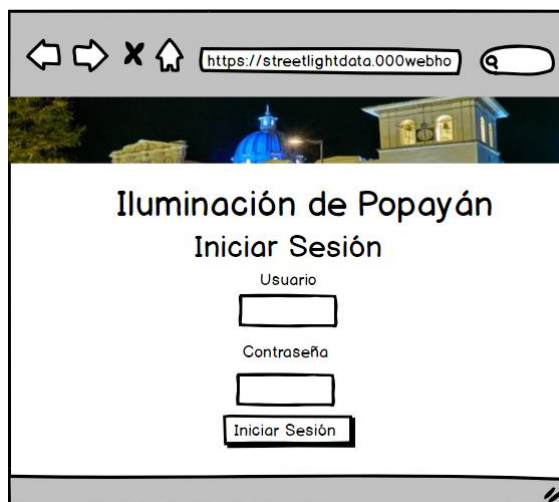 https://streetlightdata.000webho
Iluminación de Popayán
Iniciar Sesión
Usuario
Contraseña
Iniciar Sesión